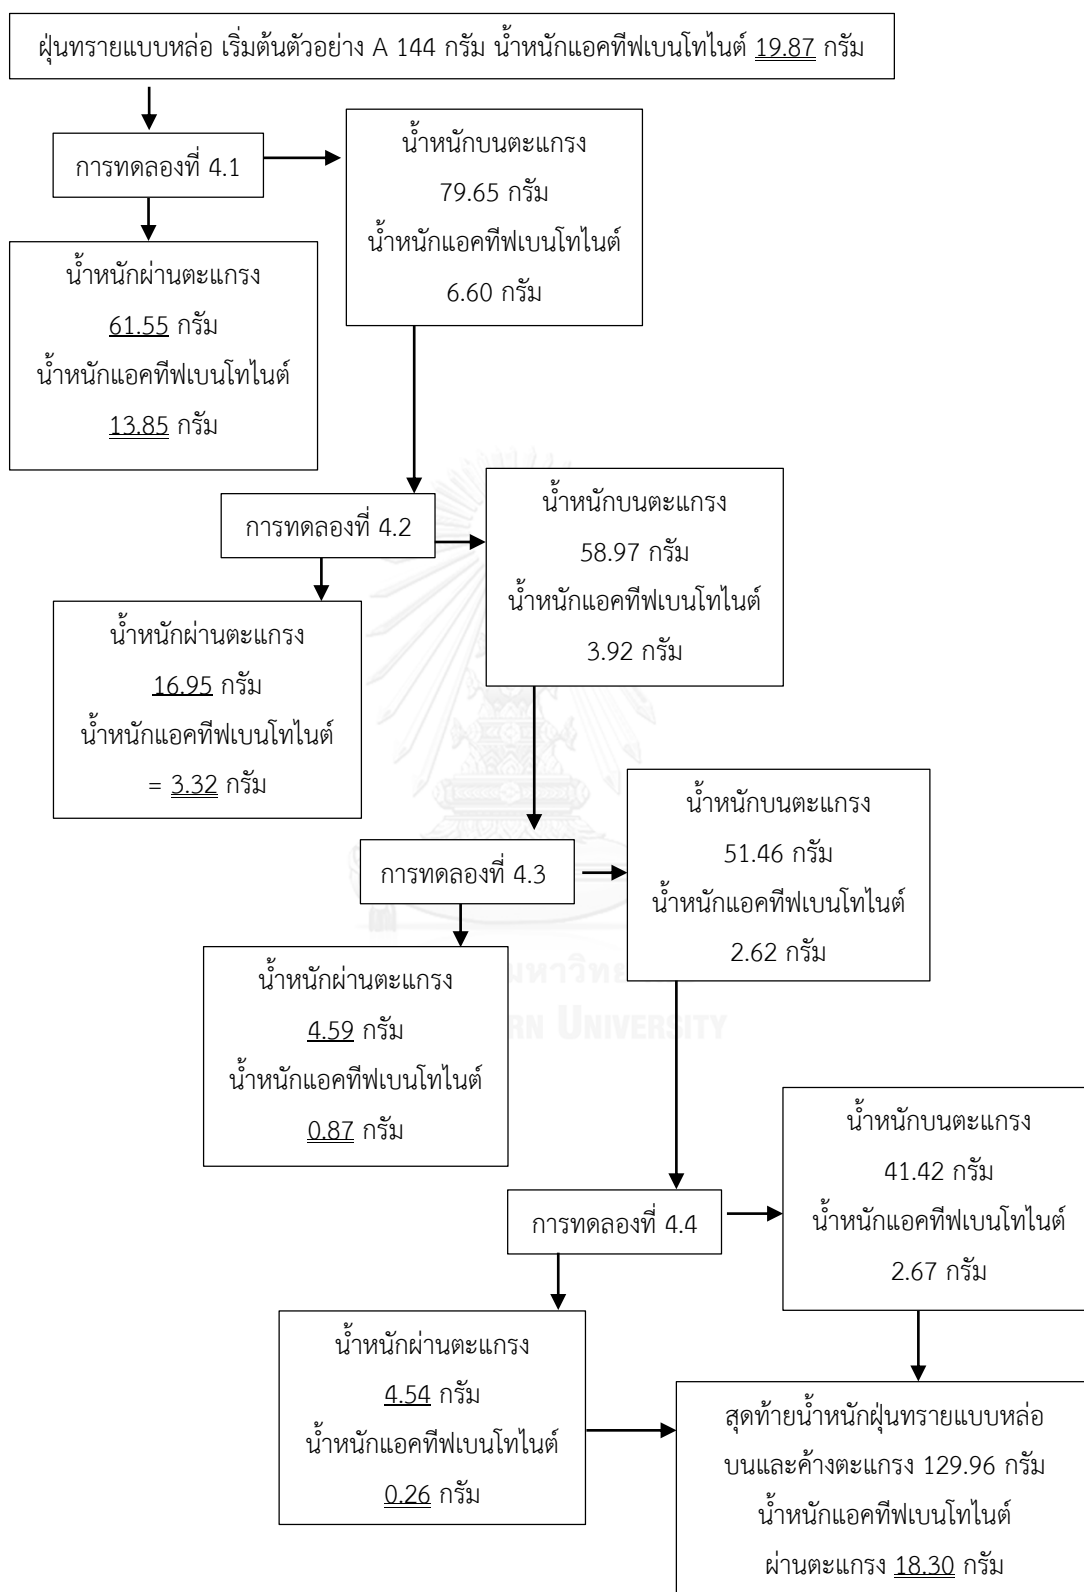 ฝุ่นทรายแบบหล่อ เริ่มต้นตัวอย่าง A 144 กรัม น้ำหนักแอคทีฟเบนโทไนต์ 19.87 กรัม
การทดลองที่ 4.1
น้ำหนักบนตะแกรง
79.65 กรัม
น้ำหนักแอคทีฟเบนโทไนต์
6.60 กรัม
น้ำหนักผ่านตะแกรง
61.55 กรัม
น้ำหนักแอคทีฟเบนโทไนต์
13.85 กรัม
การทดลองที่ 4.2
น้ำหนักบนตะแกรง
58.97 กรัม
น้ำหนักแอคทีฟเบนโทไนต์
3.92 กรัม
น้ำหนักผ่านตะแกรง
16.95 กรัม
น้ำหนักแอคทีฟเบนโทไนต์
= 3.32 กรัม
การทดลองที่ 4.3
น้ำหนักบนตะแกรง
51.46 กรัม
น้ำหนักแอคทีฟเบนโทไนต์
2.62 กรัม
น้ำหนักผ่านตะแกรง
4.59 กรัม
น้ำหนักแอคทีฟเบนโทไนต์
0.87 กรัม
มหาวิทย
RN UNIVERSITY
การทดลองที่ 4.4
น้ำหนักบนตะแกรง
41.42 กรัม
น้ำหนักแอคทีฟเบนโทไนต์
2.67 กรัม
น้ำหนักผ่านตะแกรง
4.54 กรัม
น้ำหนักแอคทีฟเบนโทไนต์
0.26 กรัม
สุดท้ายน้ำหนักฝุ่นทรายแบบหล่อ
บนและค้างตะแกรง 129.96 กรัม
น้ำหนักแอคทีฟเบนโทไนต์
ผ่านตะแกรง 18.30 กรัม